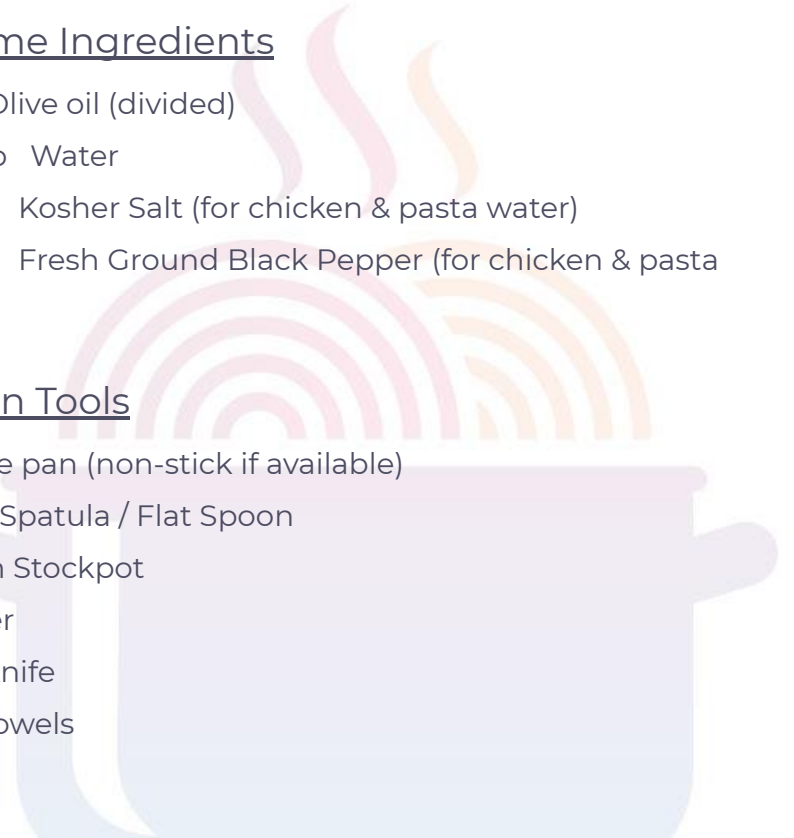 me Ingredients
Olive oil (divided)
o Water
Kosher Salt (for chicken & pasta water)
Fresh Ground Black Pepper (for chicken & pasta
n Tools
e pan (non-stick if available)
Spatula / Flat Spoon
n Stockpot
er
nife
owels